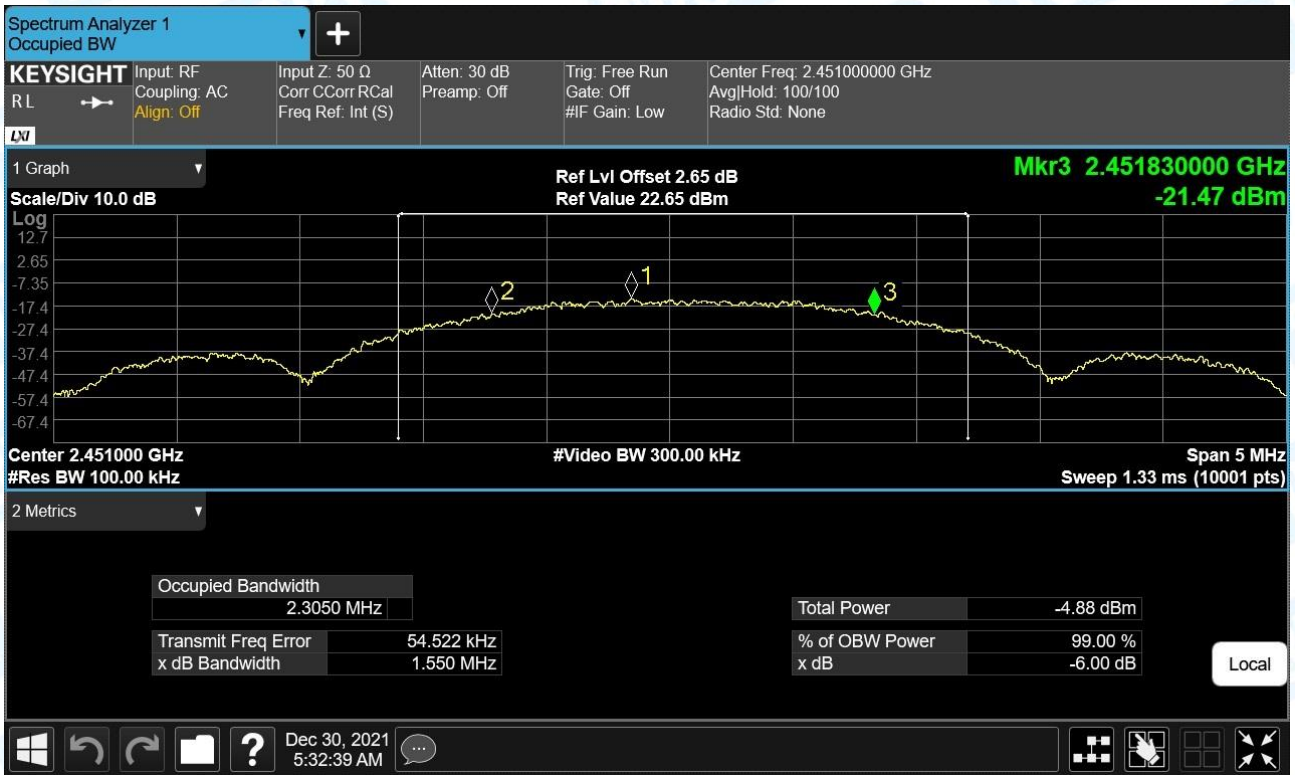 Spectrum Analyzer 1
Occupied BW
+
KEYSIGHT
RL
LXI
Input: RF
Coupling: AC
Align: Off
Input Z: 50 Ω
Corr CCorr RCal
Freq Ref: Int (S)
Atten: 30 dB
Preamp: Off
Trig: Free Run
Gate: Off
#IF Gain: Low
Center Freq: 2.451000000 GHz
Avg|Hold: 100/100
Radio Std: None
1 Graph
Scale/Div 10.0 dB
Ref Lvl Offset 2.65 dB
Ref Value 22.65 dBm
Mkr3 2.451830000 GHz
-21.47 dBm
Log
12.7
2.65
-7.35
-17.4
-27.4
-37.4
-47.4
-57.4
-67.4
2
1
3
Center 2.451000 GHz
#Video BW 300.00 kHz
Span 5 MHz
#Res BW 100.00 kHz
Sweep 1.33 ms (10001 pts)
2 Metrics
Occupied Bandwidth
2.3050 MHz
Total Power -4.88 dBm
Transmit Freq Error 54.522 kHz
% of OBW Power 99.00 %
x dB Bandwidth 1.550 MHz
x dB -6.00 dB
Local
?
Dec 30, 2021
5:32:39 AM